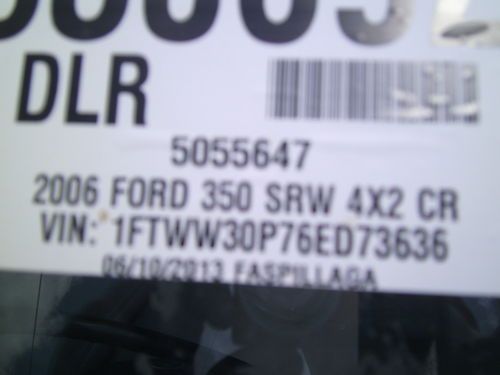 DLR
5055647
2006 FORD 350 SRW 4X2 CR
VIN: 1FTWW30P76ED73636
06/10/2013 FASPILLAGA